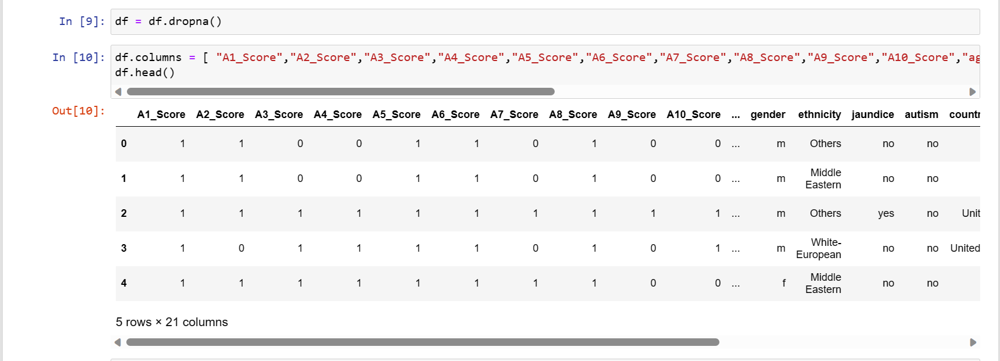 In [9]: df = df.dropna()
In [10]: df.columns = [ "A1_Score","A2_Score","A3_Score","A4_Score","A5_Score","A6_Score","A7_Score","A8_Score","A9_Score","A10_Score","ag
df.head()
Out[10]:
A1_Score A2_Score A3_Score A4_Score A5_Score A6_Score A7_Score A8_Score A9_Score A10_Score ... gender ethnicity jaundice autism countr
0 1 1 0 0 1 1 0 1 0 0 ... m Others no no
1 1 1 0 0 1 1 0 1 0 0 ... m Middle Eastern no no
2 1 1 1 1 1 1 1 1 1 1 ... m Others yes no Unit
3 1 0 1 1 1 1 0 1 0 1 ... m White-European no no United
4 1 1 1 1 1 1 1 1 0 0 ... f Middle Eastern no no
5 rows × 21 columns